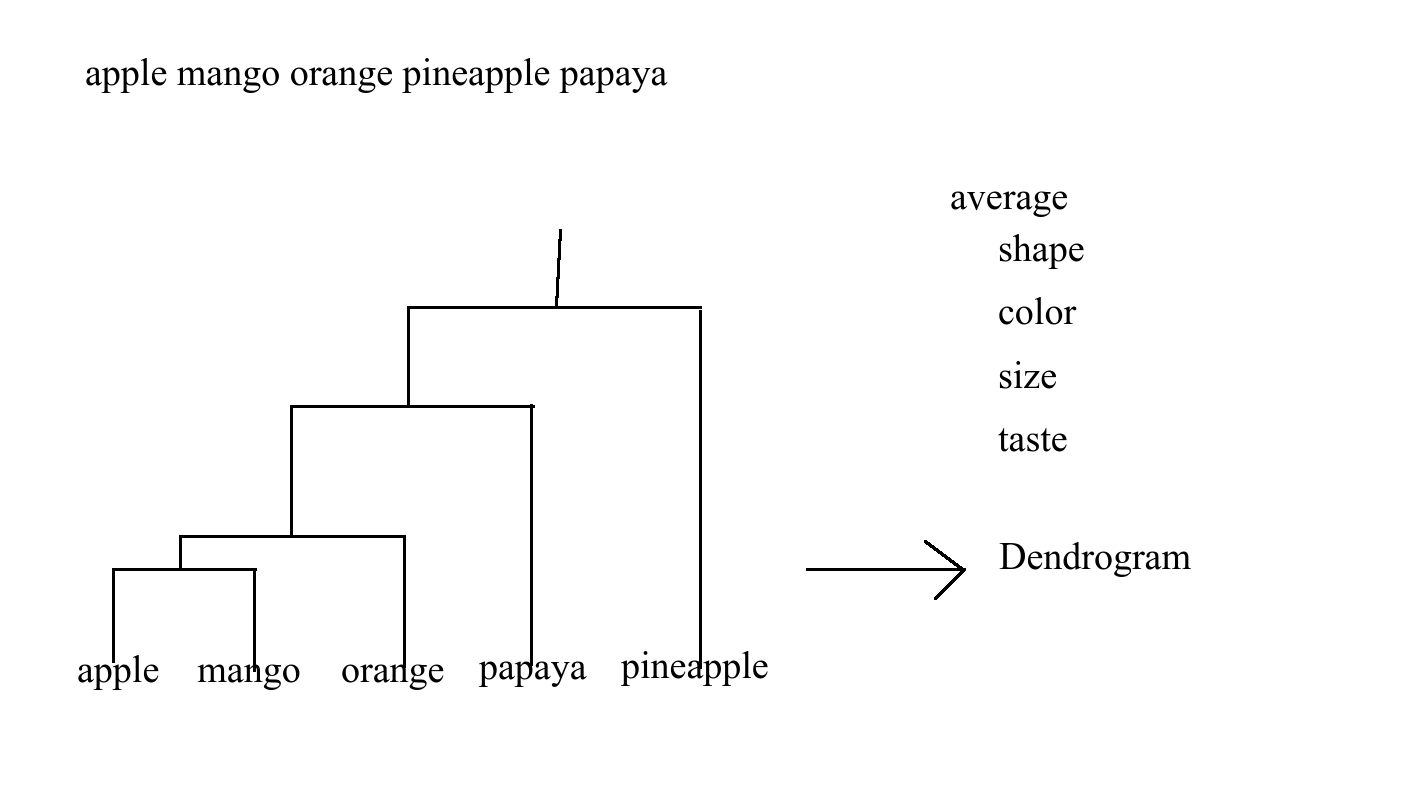 apple mango orange pineapple papaya
average
shape
color
size
taste
Dendrogram
apple mango orange papaya pineapple